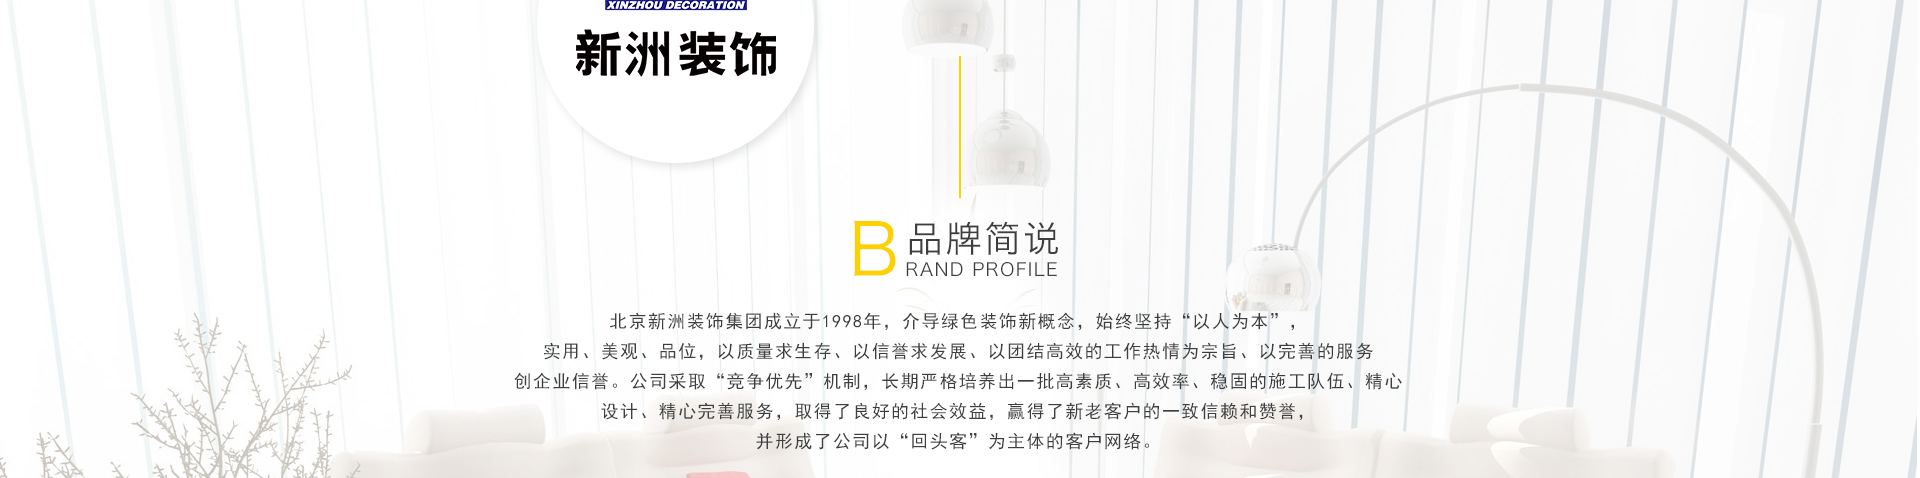 XINZHOU DECORATION
新洲装饰
B 品牌简说
RAND PROFILE
北京新洲装饰集团成立于1998年，介导绿色装饰新概念，始终坚持“以人为本”，
实用、美观、品位，以质量求生存、以信誉求发展、以团结高效的工作热情为宗旨、以完善的服务
创企业信誉。公司采取“竞争优先”机制，长期严格培养出一批高素质、高效率、稳固的施工队伍、精心
设计、精心完善服务，取得了良好的社会效益，赢得了新老客户的一致信赖和赞誉，
并形成了公司以“回头客”为主体的客户网络。